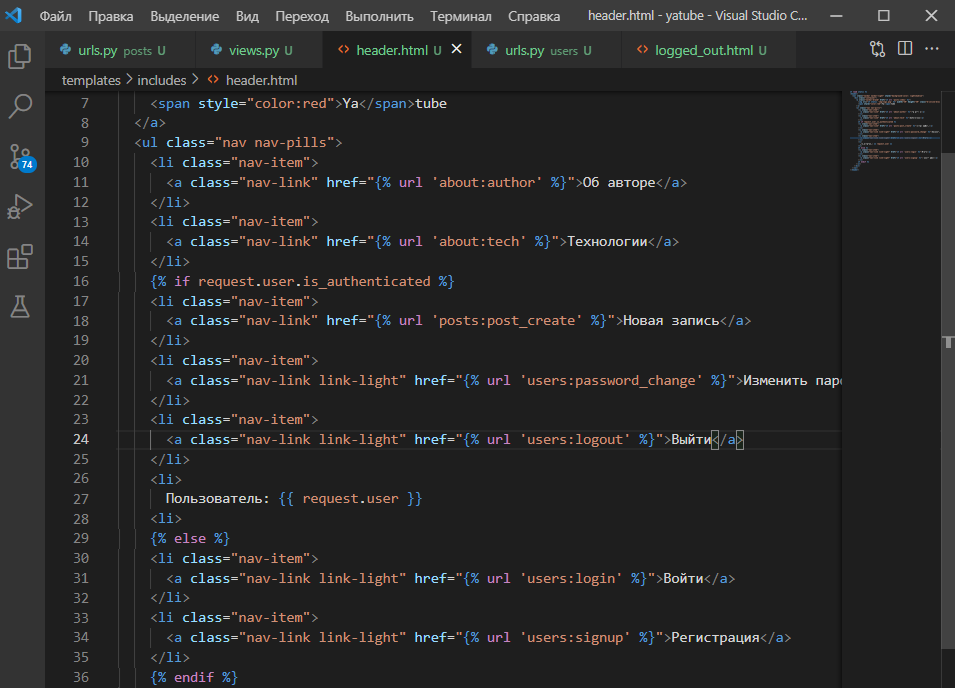 Файл Правка Выделение Вид Переход Выполнить Терминал Справка header.html - yatube - Visual Studio C...
urls.py posts U views.py U header.html U urls.py users U logged_out.html U
templates > includes > header.html
7 <span style="color:red">Ya</span>tube
8 </a>
9 <ul class="nav nav-pills">
10 <li class="nav-item">
11 <a class="nav-link" href="{% url 'about:author' %}">Об авторе</a>
12 </li>
13 <li class="nav-item">
14 <a class="nav-link" href="{% url 'about:tech' %}">Технологии</a>
15 </li>
16 {% if request.user.is_authenticated %}
17 <li class="nav-item">
18 <a class="nav-link" href="{% url 'posts:post_create' %}">Новая запись</a>
19 </li>
20 <li class="nav-item">
21 <a class="nav-link link-light" href="{% url 'users:password_change' %}">Изменить паро
22 </li>
23 <li class="nav-item">
24 <a class="nav-link link-light" href="{% url 'users:logout' %}">Выйти</a>
25 </li>
26 <li>
27 Пользователь: {{ request.user }}
28 <li>
29 {% else %}
30 <li class="nav-item">
31 <a class="nav-link link-light" href="{% url 'users:login' %}">Войти</a>
32 </li>
33 <li class="nav-item">
34 <a class="nav-link link-light" href="{% url 'users:signup' %}">Регистрация</a>
35 </li>
36 {% endif %}
74